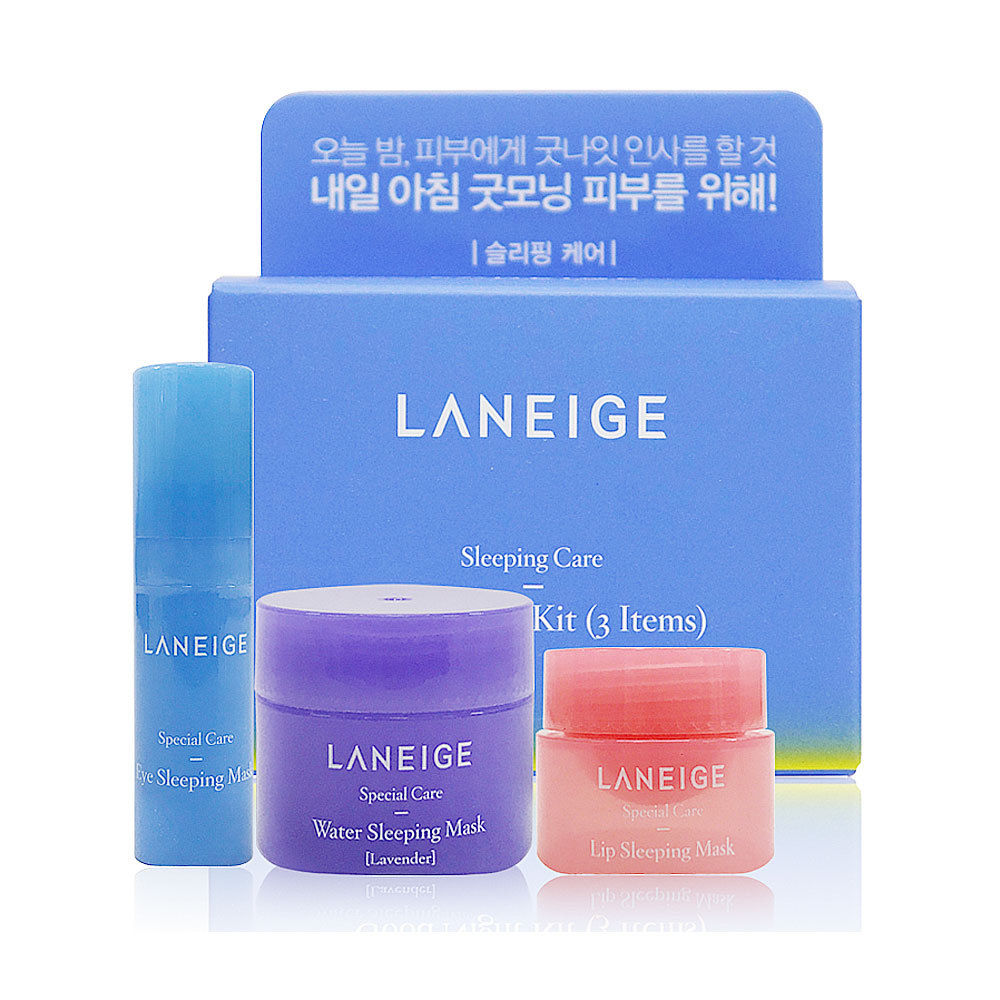 오늘 밤, 피부에게 굿나잇 인사를 할 것
내일 아침 굿모닝 피부를 위해!
| 슬리핑 케어 |
LANEIGE
Sleeping Care
Kit (3 Items)
LANEIGE
Special Care
Eye Sleeping Mask
LANEIGE
Special Care
Water Sleeping Mask
[Lavender]
LANEIGE
Special Care
Lip Sleeping Mask